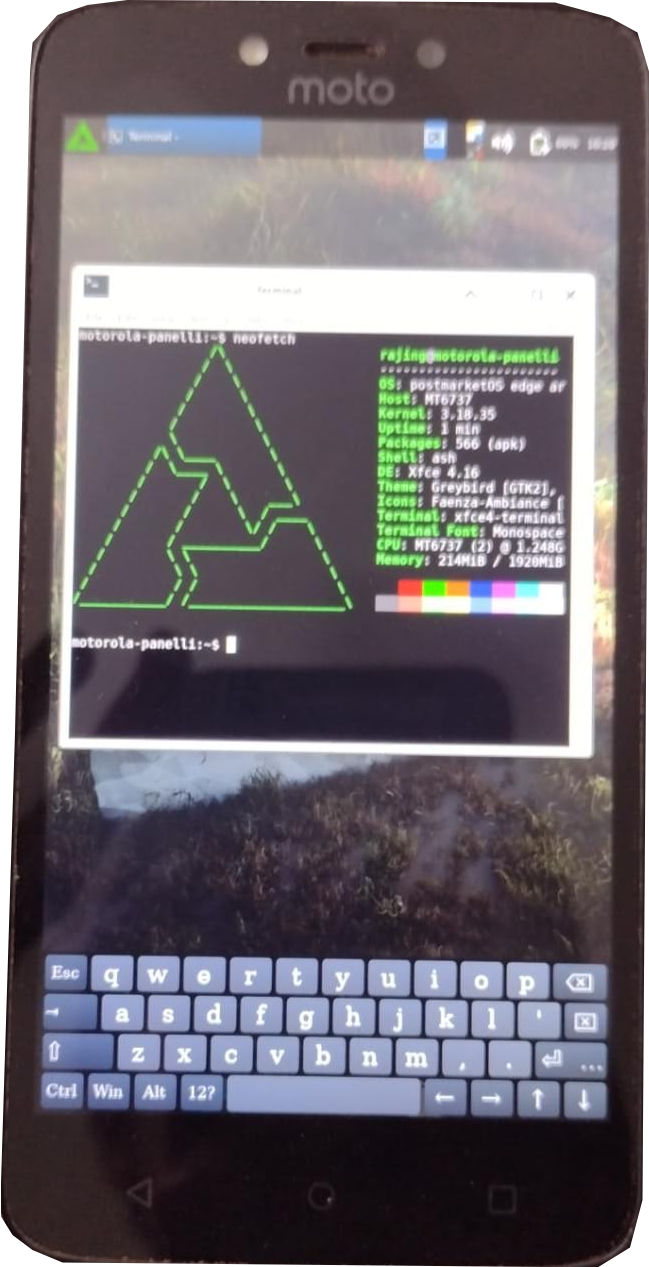 moto
Terminal -
Terminal
motorola-panelli:~$ neofetch
rajing@motorola-panelli
-----------------------
OS: postmarketOS edge ar
Host: MT6737
Kernel: 3.18.35
Uptime: 1 min
Packages: 566 (apk)
Shell: ash
DE: Xfce 4.16
Theme: Greybird [GTK2],
Icons: Faenza-Ambiance [
Terminal: xfce4-terminal
Terminal Font: Monospace
CPU: MT6737 (2) @ 1.248G
Memory: 214MiB / 1920MiB
motorola-panelli:~$
Esc q w e r t y u i o p
a s d f g h j k l '
z x c v b n m , . ...
Ctrl Win Alt 12? ← → ↑ ↓